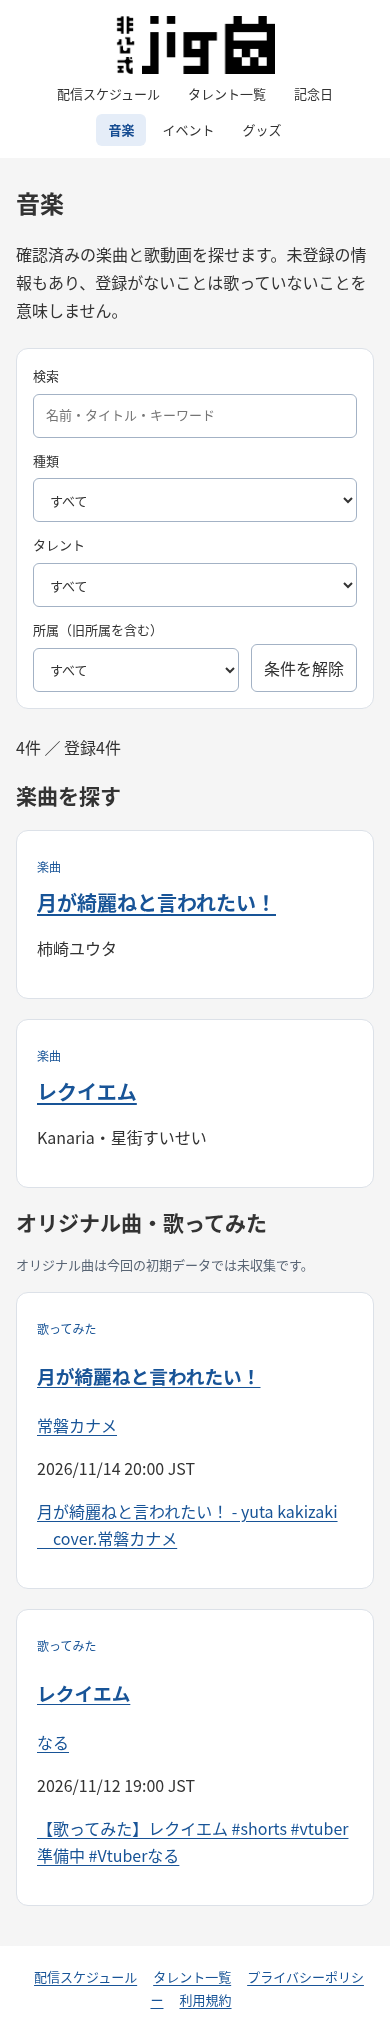 非公式 jig
配信スケジュール タレント一覧 記念日
音楽 イベント グッズ
音楽
確認済みの楽曲と歌動画を探せます。未登録の情
報もあり、登録がないことは歌っていないことを
意味しません。
検索
名前・タイトル・キーワード
種類
すべて
タレント
すべて
所属（旧所属を含む）
すべて 条件を解除
4件 ／ 登録4件
楽曲を探す
楽曲
月が綺麗ねと言われたい！
柿崎ユウタ
楽曲
レクイエム
Kanaria・星街すいせい
オリジナル曲・歌ってみた
オリジナル曲は今回の初期データでは未収集です。
歌ってみた
月が綺麗ねと言われたい！
常磐カナメ
2026/11/14 20:00 JST
月が綺麗ねと言われたい！ - yuta kakizaki
　cover.常磐カナメ
歌ってみた
レクイエム
なる
2026/11/12 19:00 JST
【歌ってみた】レクイエム #shorts #vtuber
準備中 #Vtuberなる
配信スケジュール タレント一覧 プライバシーポリシ
ー 利用規約